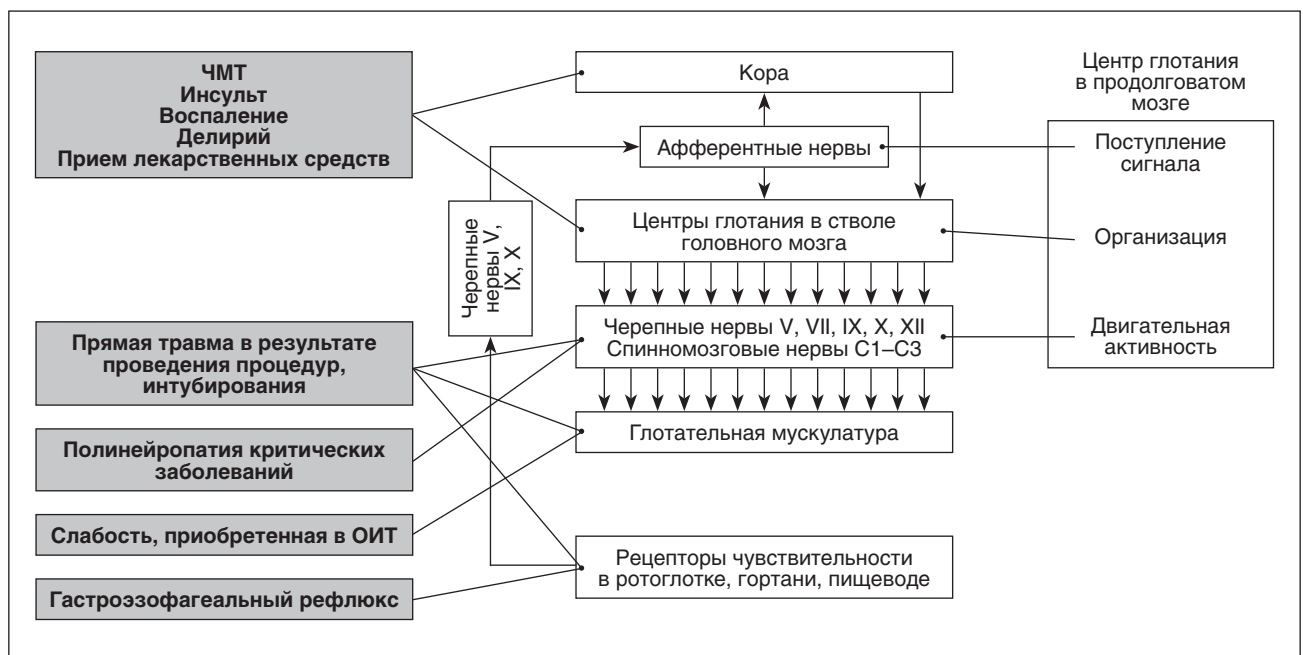 ЧМТ
Инсульт
Воспаление
Делирий
Прием лекарственных средств
Прямая травма в результате
проведения процедур,
интубирования
Полинейропатия критических
заболеваний
Слабость, приобретенная в ОИТ
Гастроэзофагеальный рефлюкс
Черепные
нервы V,
IX, X
Кора
Афферентные нервы
Центры глотания в стволе
головного мозга
Черепные нервы V, VII, IX, X, XII
Спинномозговые нервы C1–C3
Глотательная мускулатура
Рецепторы чувствительности
в ротоглотке, гортани, пищеводе
Центр глотания
в продолговатом
мозге
Поступление
сигнала
Организация
Двигательная
активность